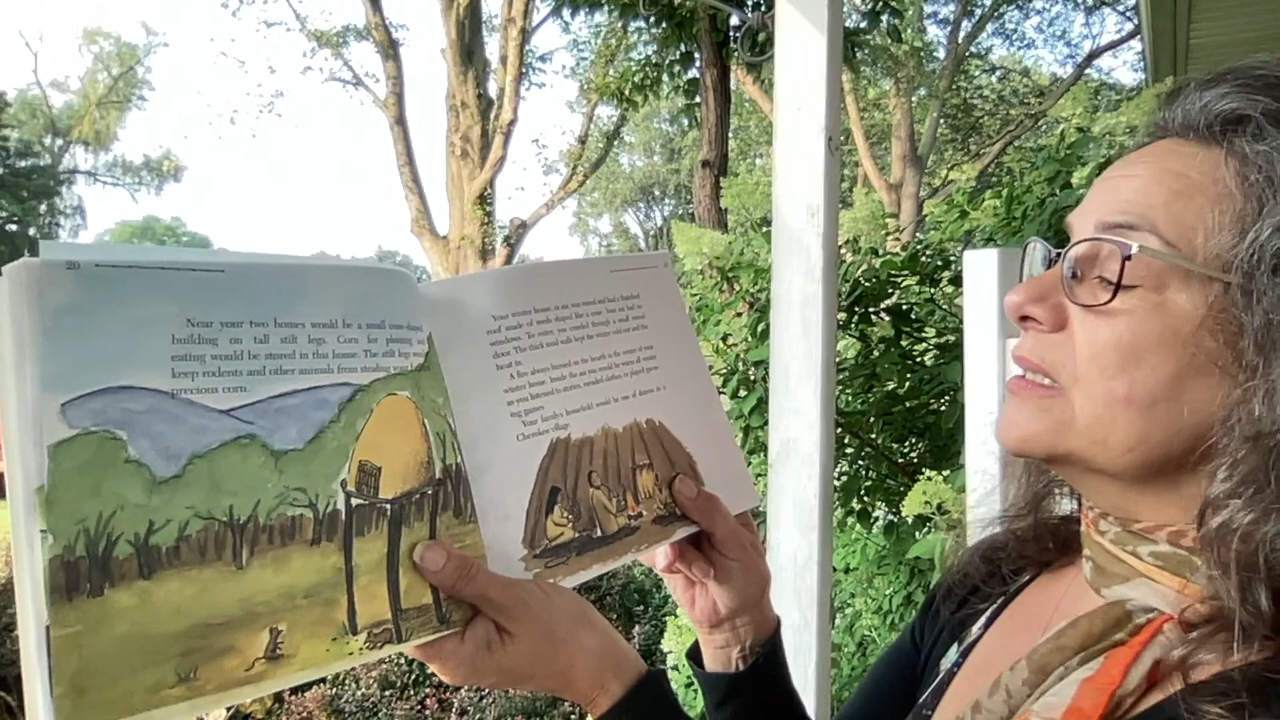 20
Near your two homes would be a small cone-shaped
building on tall stilt legs. Corn for planting and
eating would be stored in this house. The stilt legs would
keep rodents and other animals from stealing your
precious corn.
Your winter house, or asi, was round and had a thatched
roof made of reeds shaped like a cone. Your asi had no
windows. To enter, you crawled through a small round
door. The thick mud walls kept the winter cold out and the
heat in.
A fire always burned on the hearth in the center of your
winter house. Inside the asi you would be warm all winter
as you listened to stories, mended clothes, or played guess-
ing games.
Your family's household would be one of dozens in a
Cherokee village.